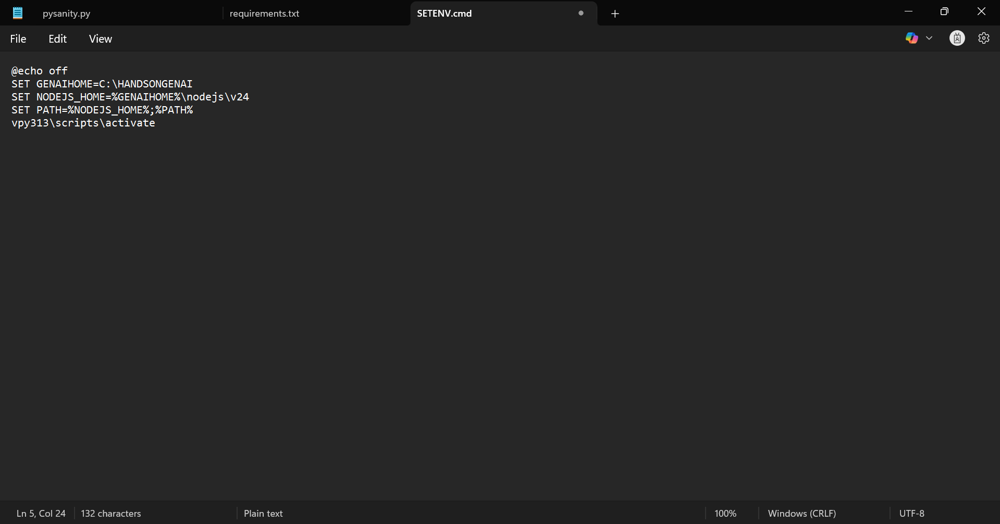 pysanity.py
requirements.txt
SETENV.cmd
File
Edit
View
@echo off
SET GENAIHOME=C:\HANDSONGENAI
SET NODEJS_HOME=%GENAIHOME%\nodejs\v24
SET PATH=%NODEJS_HOME%;%PATH%
vpy313\scripts\activate
Ln 5, Col 24
132 characters
Plain text
100%
Windows (CRLF)
UTF-8